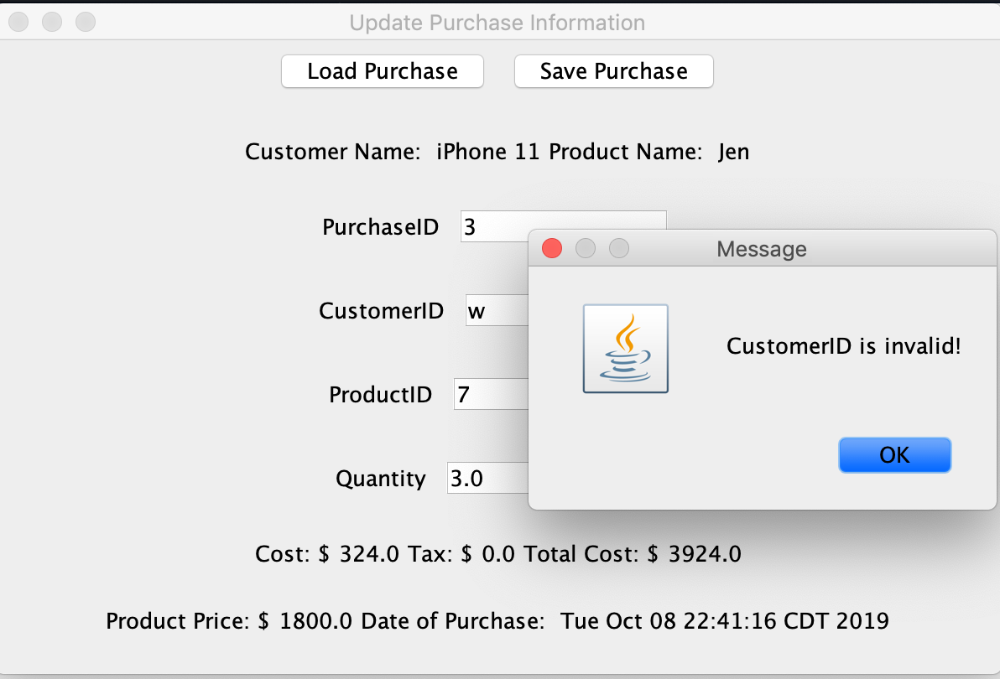 Update Purchase Information
Load Purchase Save Purchase
Customer Name: iPhone 11 Product Name: Jen
PurchaseID 3
Message
CustomerID w
CustomerID is invalid!
ProductID 7
OK
Quantity 3.0
Cost: $ 324.0 Tax: $ 0.0 Total Cost: $ 3924.0
Product Price: $ 1800.0 Date of Purchase: Tue Oct 08 22:41:16 CDT 2019